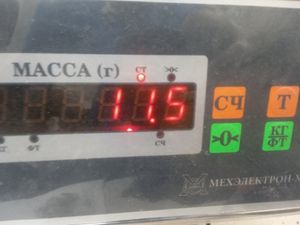 СТ >0<
МАССА (г)
11.5
СЧ Т
>0< КГ ФТ
ФТ СЧ
МЕХЭЛЕКТРОН-